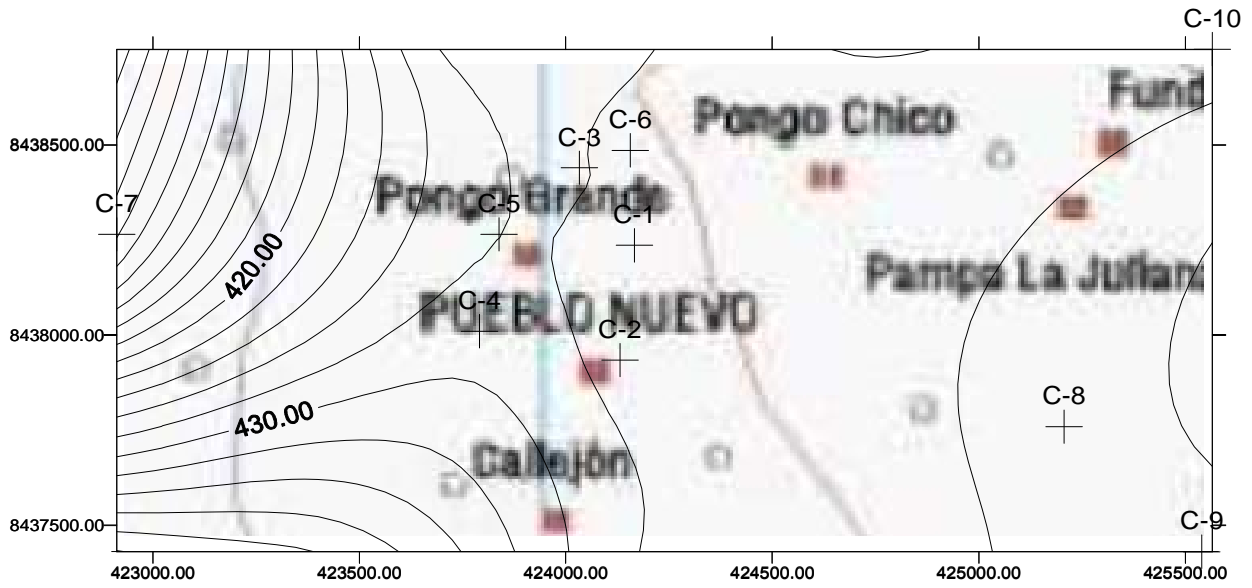 C-10
Fund
Pongo Chico
C-6
C-3
8438500.00
Pongo Grande
C-7
C-5
C-1
420.00
Pampa La Julian
PUEBLO NUEVO
C-4
C-2
8438000.00
C-8
430.00
Callejón
8437500.00
C-9
423000.00 423500.00 424000.00 424500.00 425000.00 425500.00